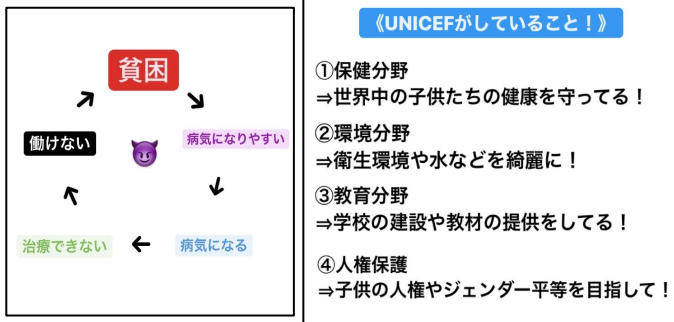 貧困
病気になりやすい
病気になる
治療できない
働けない
《UNICEFがしていること！》
①保健分野
⇒世界中の子供たちの健康を守ってる！
②環境分野
⇒衛生環境や水などを綺麗に！
③教育分野
⇒学校の建設や教材の提供をしてる！
④人権保護
⇒子供の人権やジェンダー平等を目指して！